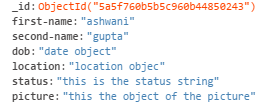 _id:ObjectId("5a5f760b5b5c960b44850243")
first-name:"ashwani"
second-name:"gupta"
dob:"date object"
location:"location objec"
status:"this is the status string"
picture:"this the object of the picture"